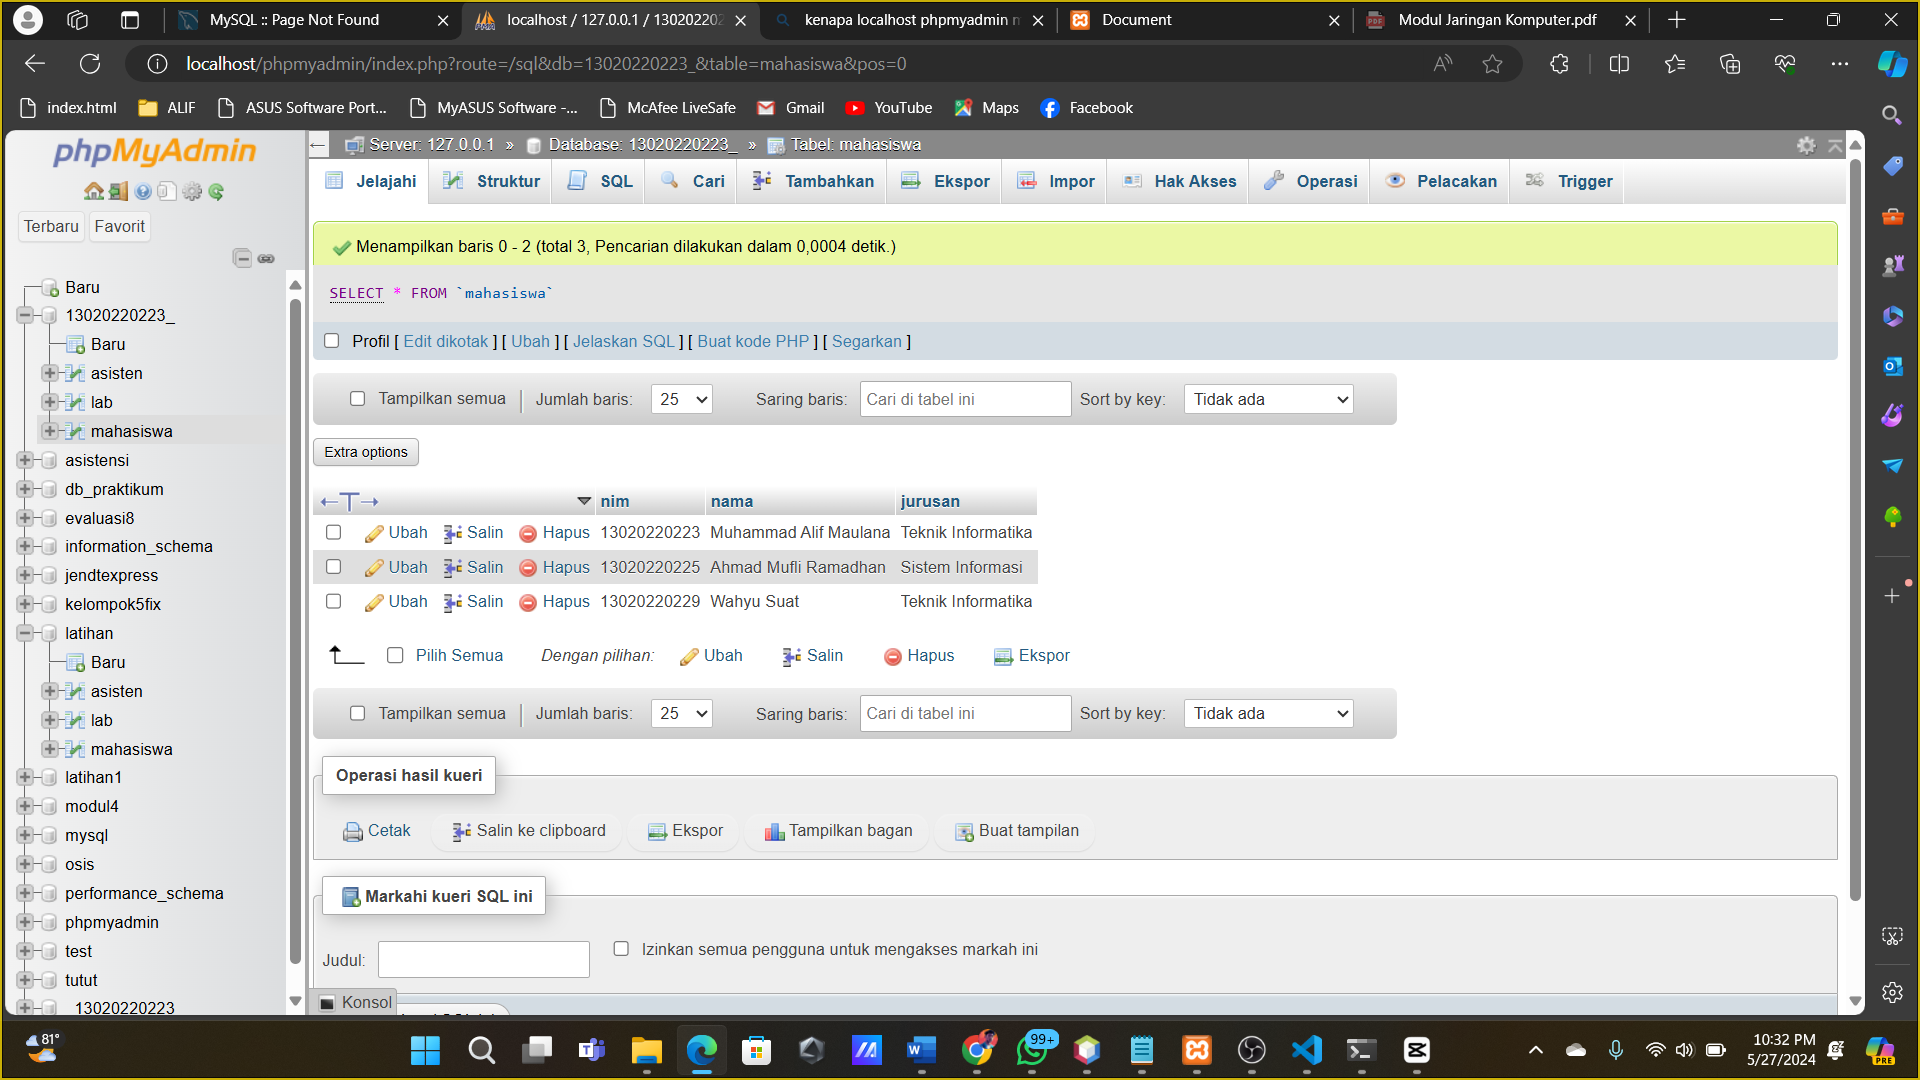 MySQL :: Page Not Found
localhost / 127.0.0.1 / 1302022022
kenapa localhost phpmyadmin
Document
Modul Jaringan Komputer.pdf
localhost/phpmyadmin/index.php?route=/sql&db=13020220223_&table=mahasiswa&pos=0
index.html
ALIF
ASUS Software Port...
MyASUS Software -...
McAfee LiveSafe
Gmail
YouTube
Maps
Facebook
phpMyAdmin
Terbaru
Favorit
Baru
13020220223_
Baru
asisten
lab
mahasiswa
asistensi
db_praktikum
evaluasi8
information_schema
jendtexpress
kelompok5fix
latihan
Baru
asisten
lab
mahasiswa
latihan1
modul4
mysql
osis
performance_schema
phpmyadmin
test
tutut
_13020220223
Server: 127.0.0.1 » Database: 13020220223_ » Tabel: mahasiswa
Jelajahi
Struktur
SQL
Cari
Tambahkan
Ekspor
Impor
Hak Akses
Operasi
Pelacakan
Trigger
Menampilkan baris 0 - 2 (total 3, Pencarian dilakukan dalam 0,0004 detik.)
SELECT * FROM `mahasiswa`
Profil [ Edit dikotak ] [ Ubah ] [ Jelaskan SQL ] [ Buat kode PHP ] [ Segarkan ]
Tampilkan semua | Jumlah baris: 25 Saring baris: Cari di tabel ini Sort by key: Tidak ada
Extra options
←T→ nim nama jurusan
Ubah Salin Hapus 13020220223 Muhammad Alif Maulana Teknik Informatika
Ubah Salin Hapus 13020220225 Ahmad Mufli Ramadhan Sistem Informasi
Ubah Salin Hapus 13020220229 Wahyu Suat Teknik Informatika
Pilih Semua Dengan pilihan: Ubah Salin Hapus Ekspor
Tampilkan semua | Jumlah baris: 25 Saring baris: Cari di tabel ini Sort by key: Tidak ada
Operasi hasil kueri
Cetak Salin ke clipboard Ekspor Tampilkan bagan Buat tampilan
Markahi kueri SQL ini
Judul:
Izinkan semua pengguna untuk mengakses markah ini
Konsol
81°
99+
10:32 PM
5/27/2024
PRE